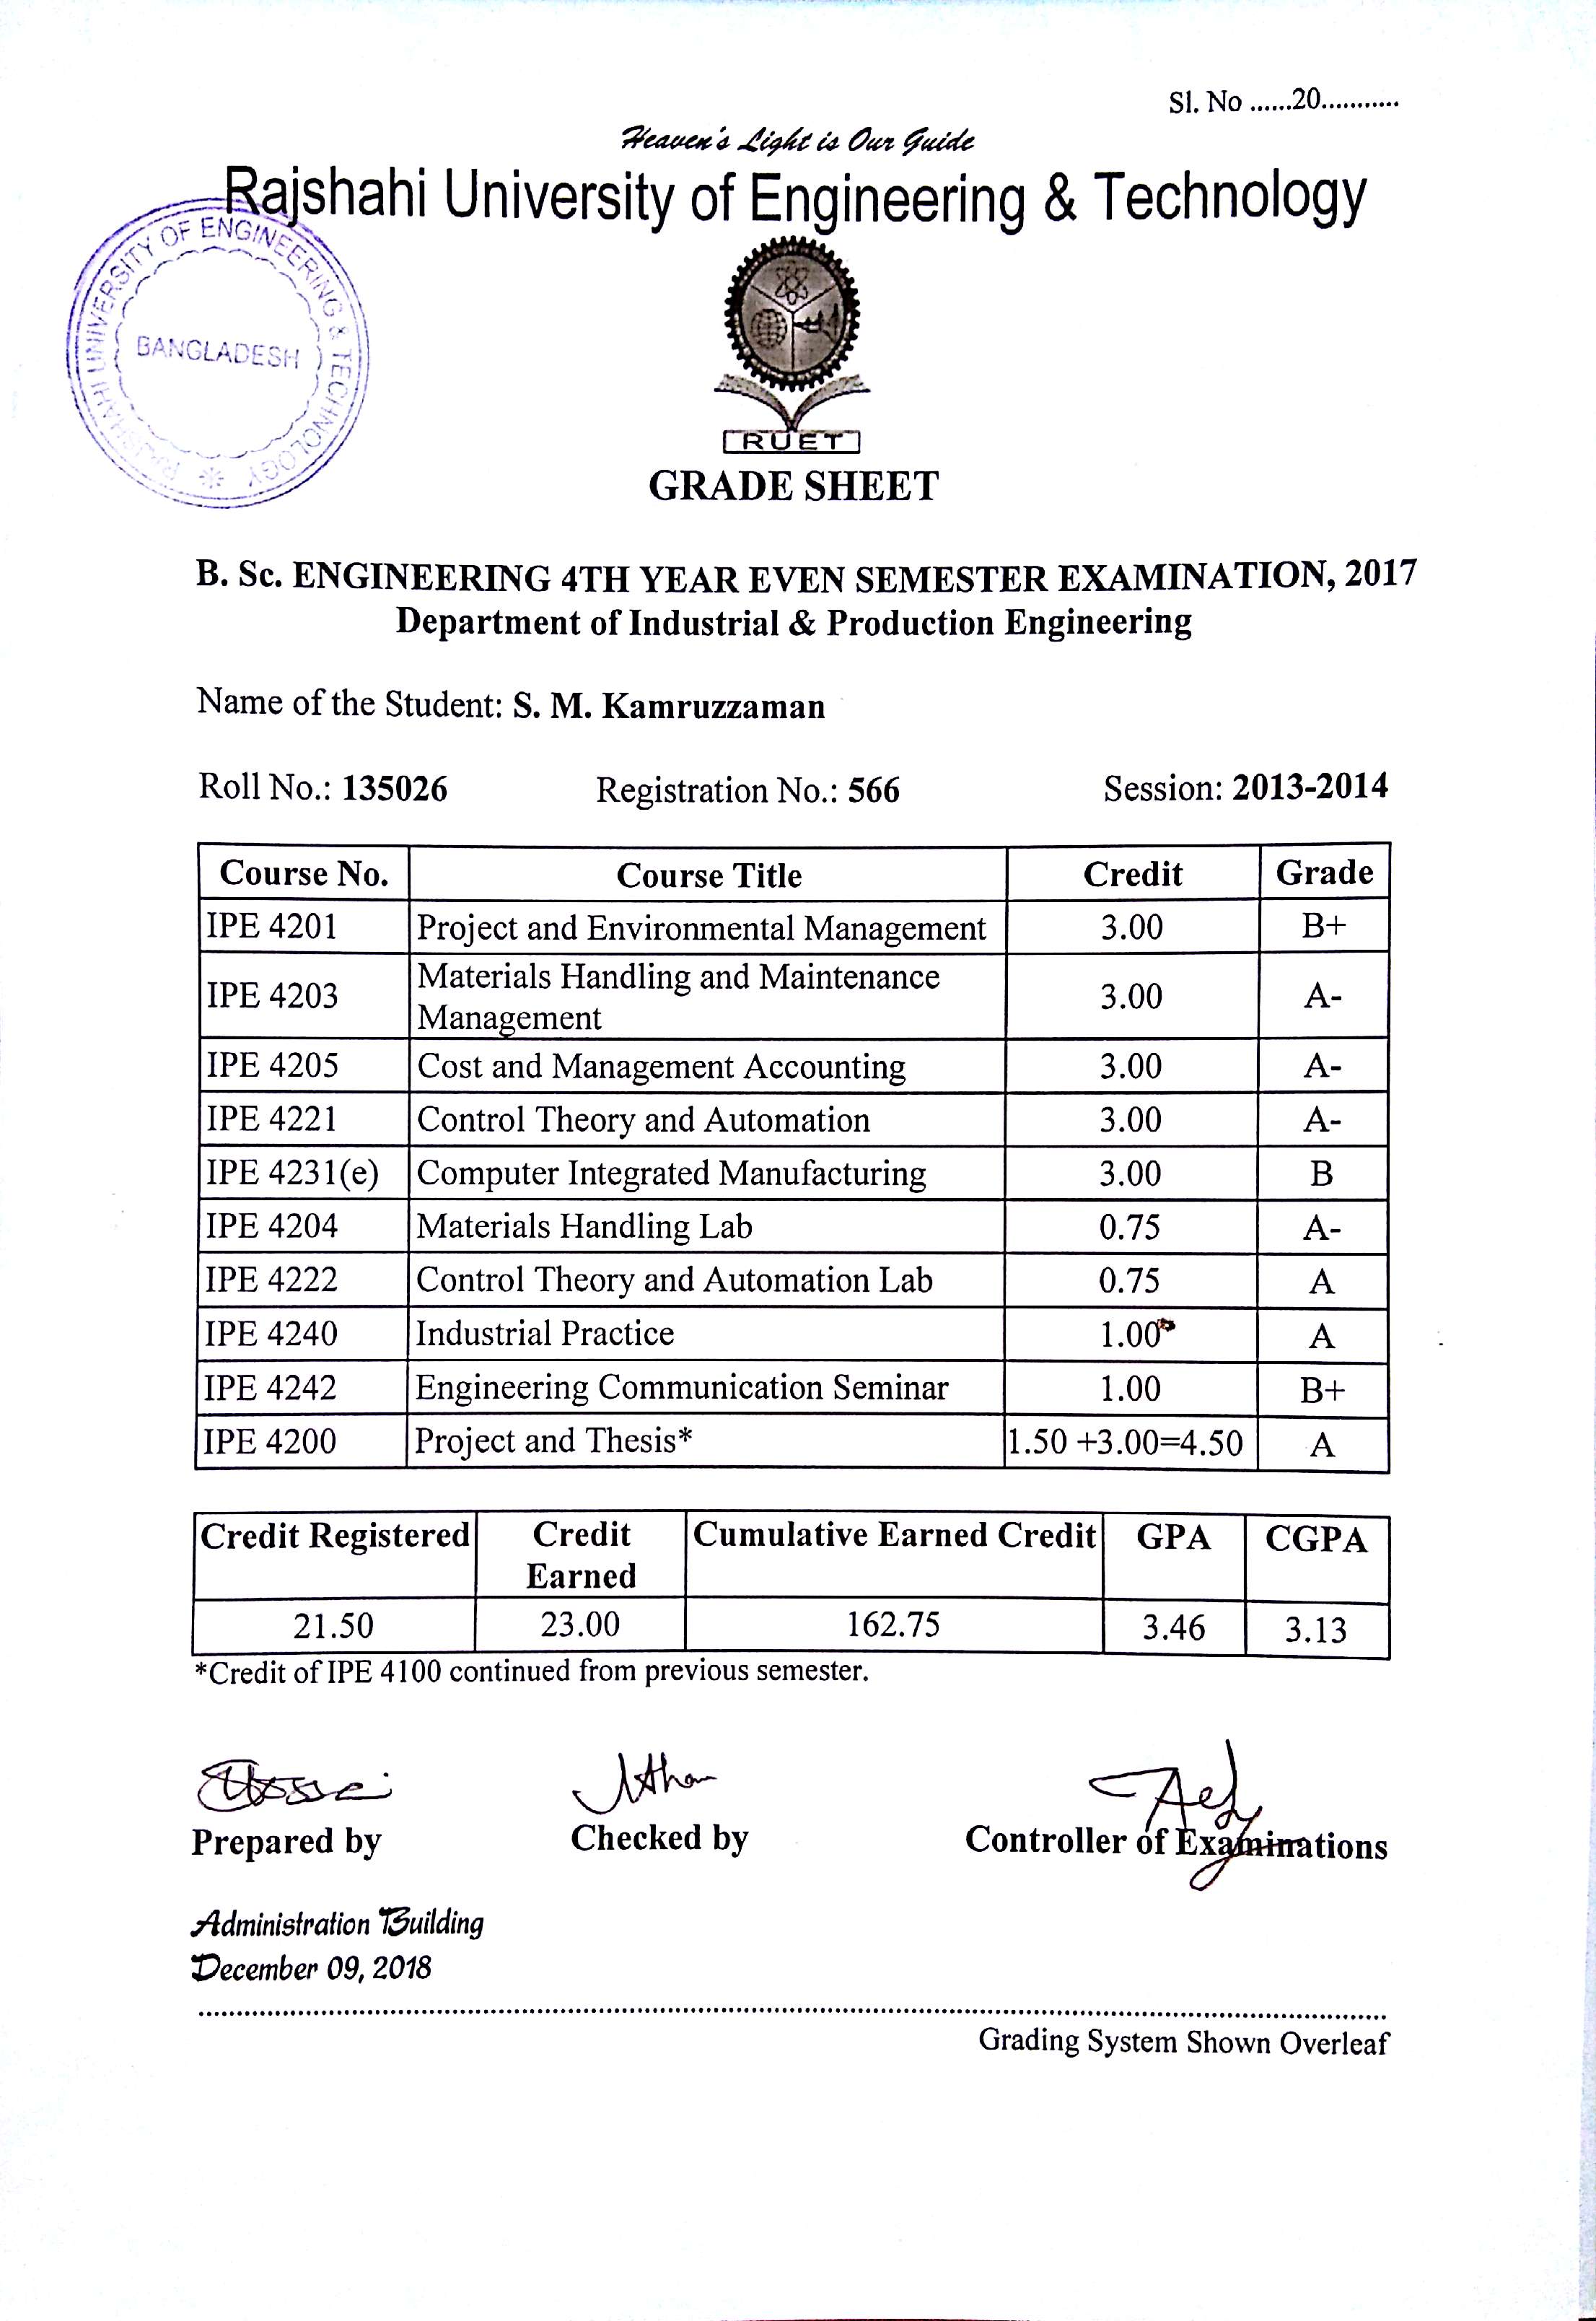 Sl. No ......20...........
Heaven's Light is Our Guide
Rajshahi University of Engineering & Technology
RAJSHAHI UNIVERSITY OF ENGINEERING & TECHNOLOGY
BANGLADESH
RUET
GRADE SHEET
B. Sc. ENGINEERING 4TH YEAR EVEN SEMESTER EXAMINATION, 2017
Department of Industrial & Production Engineering
Name of the Student: S. M. Kamruzzaman
Roll No.: 135026 Registration No.: 566 Session: 2013-2014
Course No. Course Title Credit Grade
IPE 4201 Project and Environmental Management 3.00 B+
IPE 4203 Materials Handling and Maintenance
Management 3.00 A-
IPE 4205 Cost and Management Accounting 3.00 A-
IPE 4221 Control Theory and Automation 3.00 A-
IPE 4231(e) Computer Integrated Manufacturing 3.00 B
IPE 4204 Materials Handling Lab 0.75 A-
IPE 4222 Control Theory and Automation Lab 0.75 A
IPE 4240 Industrial Practice 1.00 A
IPE 4242 Engineering Communication Seminar 1.00 B+
IPE 4200 Project and Thesis* 1.50 +3.00=4.50 A
Credit Registered Credit Earned Cumulative Earned Credit GPA CGPA
21.50 23.00 162.75 3.46 3.13
*Credit of IPE 4100 continued from previous semester.
Prepared by Checked by Controller of Examinations
Administration Building
December 09, 2018
Grading System Shown Overleaf